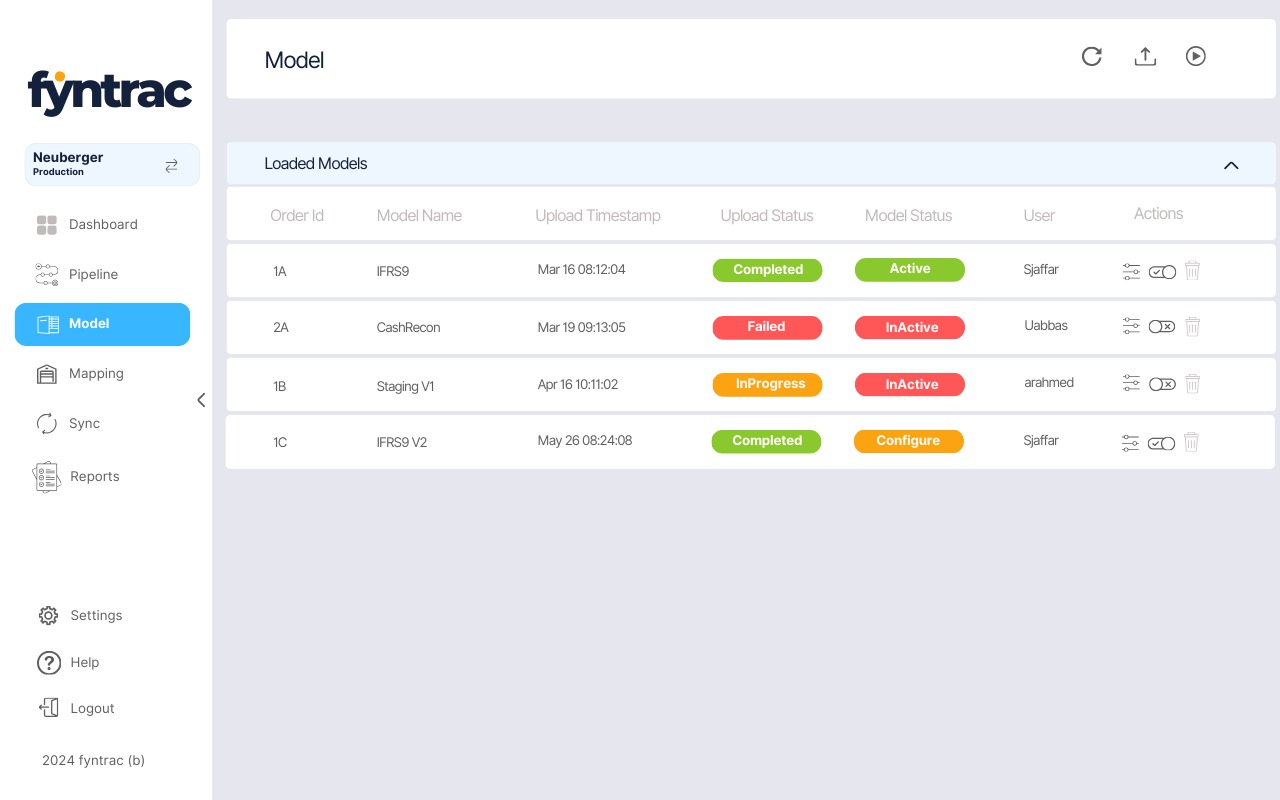 fyntrac
Neuberger
Production
Dashboard
Pipeline
Model
Mapping
Sync
Reports
Settings
Help
Logout
2024 fyntrac (b)
Model
Loaded Models
Order Id Model Name Upload Timestamp Upload Status Model Status User Actions
1A IFRS9 Mar 16 08:12:04 Completed Active Sjaffar
2A CashRecon Mar 19 09:13:05 Failed InActive Uabbas
1B Staging V1 Apr 16 10:11:02 InProgress InActive arahmed
1C IFRS9 V2 May 26 08:24:08 Completed Configure Sjaffar